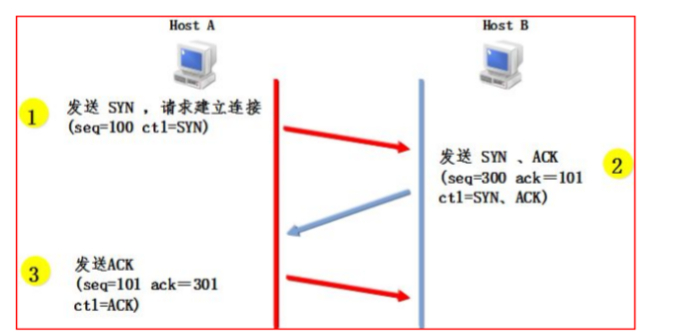 Host A
Host B
1
发送 SYN ，请求建立连接
(seq=100 ctl=SYN)
发送 SYN 、ACK
(seq=300 ack＝101
ctl=SYN、ACK)
2
3
发送ACK
(seq=101 ack＝301
ctl=ACK)